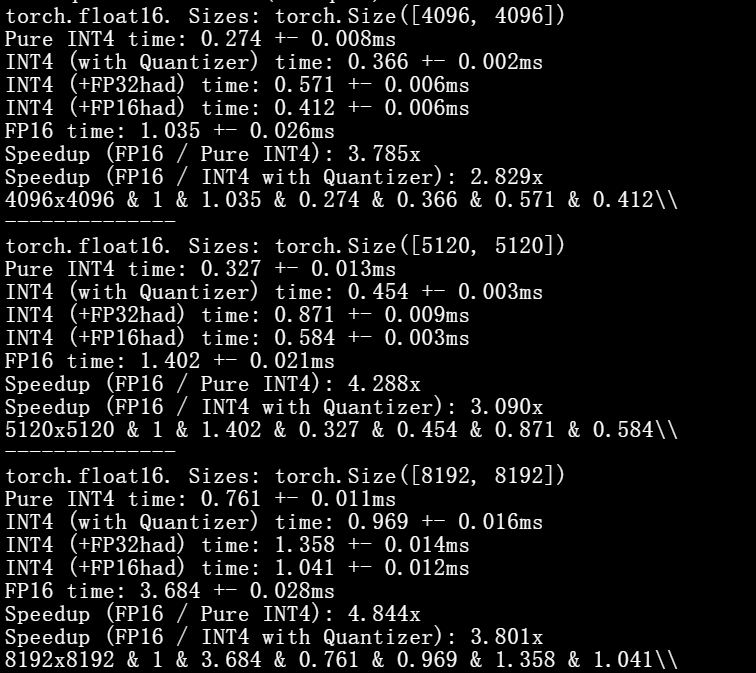 torch.float16. Sizes: torch.Size([4096, 4096])
Pure INT4 time: 0.274 +- 0.008ms
INT4 (with Quantizer) time: 0.366 +- 0.002ms
INT4 (+FP32had) time: 0.571 +- 0.006ms
INT4 (+FP16had) time: 0.412 +- 0.006ms
FP16 time: 1.035 +- 0.026ms
Speedup (FP16 / Pure INT4): 3.785x
Speedup (FP16 / INT4 with Quantizer): 2.829x
4096x4096 & 1 & 1.035 & 0.274 & 0.366 & 0.571 & 0.412\\
--------------
torch.float16. Sizes: torch.Size([5120, 5120])
Pure INT4 time: 0.327 +- 0.013ms
INT4 (with Quantizer) time: 0.454 +- 0.003ms
INT4 (+FP32had) time: 0.871 +- 0.009ms
INT4 (+FP16had) time: 0.584 +- 0.003ms
FP16 time: 1.402 +- 0.021ms
Speedup (FP16 / Pure INT4): 4.288x
Speedup (FP16 / INT4 with Quantizer): 3.090x
5120x5120 & 1 & 1.402 & 0.327 & 0.454 & 0.871 & 0.584\\
--------------
torch.float16. Sizes: torch.Size([8192, 8192])
Pure INT4 time: 0.761 +- 0.011ms
INT4 (with Quantizer) time: 0.969 +- 0.016ms
INT4 (+FP32had) time: 1.358 +- 0.014ms
INT4 (+FP16had) time: 1.041 +- 0.012ms
FP16 time: 3.684 +- 0.028ms
Speedup (FP16 / Pure INT4): 4.844x
Speedup (FP16 / INT4 with Quantizer): 3.801x
8192x8192 & 1 & 3.684 & 0.761 & 0.969 & 1.358 & 1.041\\